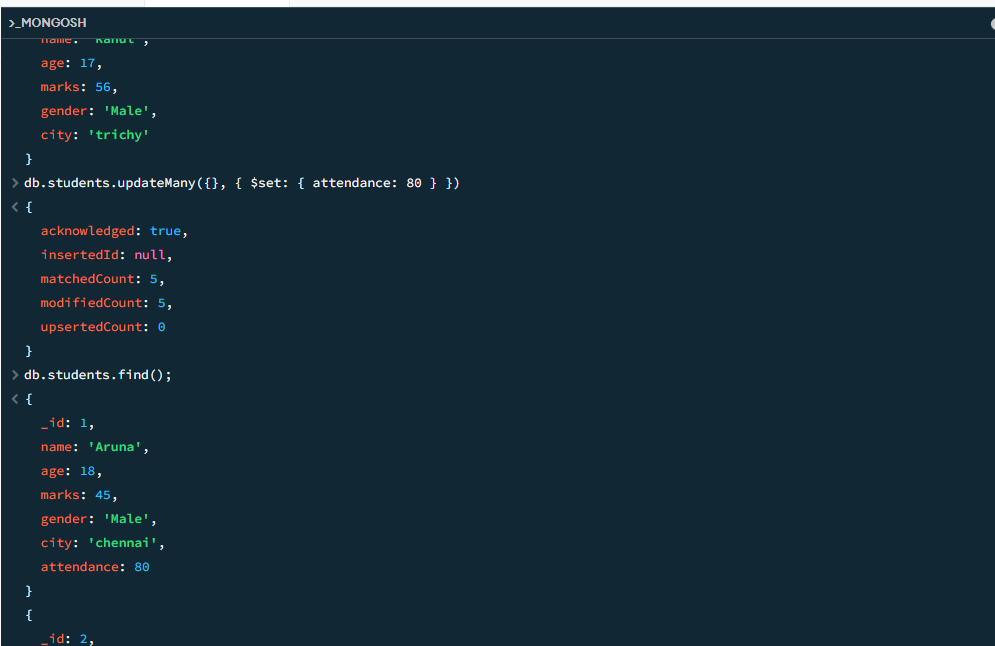 >_MONGOSH
name: 'Rahul',
age: 17,
marks: 56,
gender: 'Male',
city: 'trichy'
}
> db.students.updateMany({}, { $set: { attendance: 80 } })
< {
acknowledged: true,
insertedId: null,
matchedCount: 5,
modifiedCount: 5,
upsertedCount: 0
}
> db.students.find();
< {
_id: 1,
name: 'Aruna',
age: 18,
marks: 45,
gender: 'Male',
city: 'chennai',
attendance: 80
}
{
_id: 2,